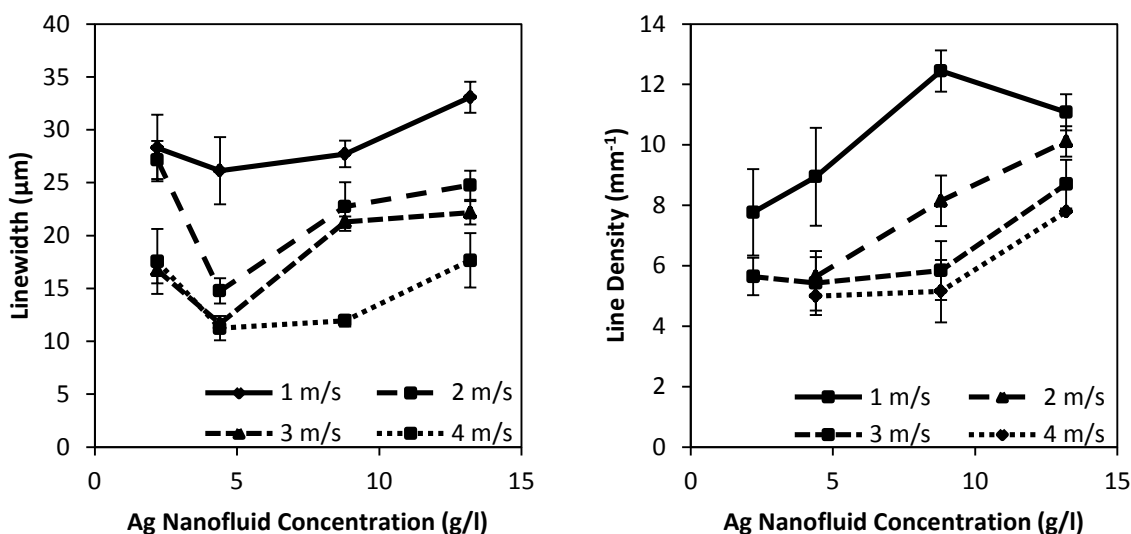 40
35
30
25
20
15
10
5
0
Linewidth (µm)
1 m/s 2 m/s
3 m/s 4 m/s
0 5 10 15
Ag Nanofluid Concentration (g/l)
14
12
10
8
6
4
2
0
Line Density (mm⁻¹)
1 m/s 2 m/s
3 m/s 4 m/s
0 5 10 15
Ag Nanofluid Concentration (g/l)